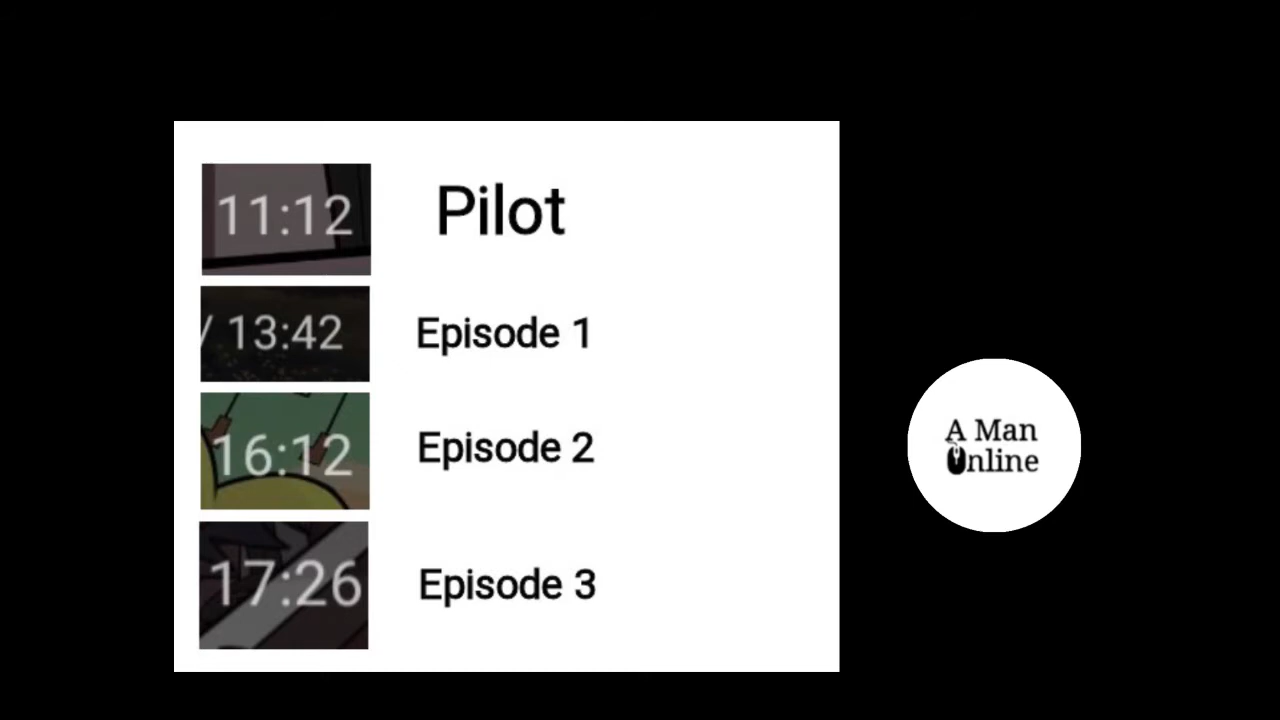 11:12 Pilot
/ 13:42 Episode 1
16:12 Episode 2
17:26 Episode 3
A Man
Online